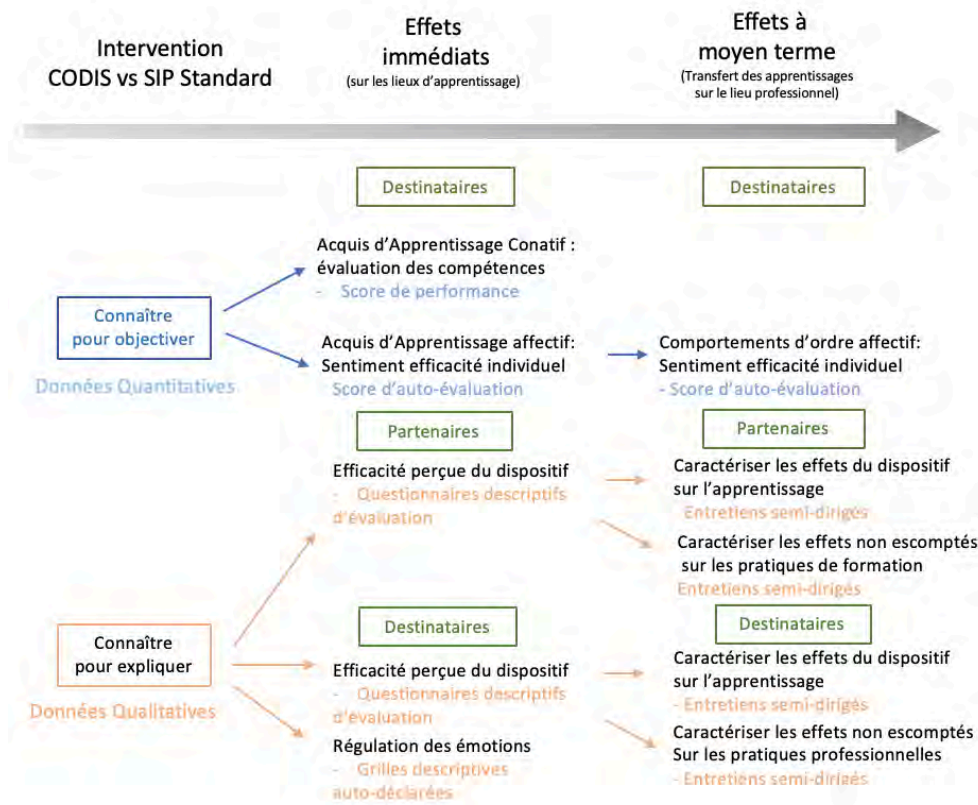 Intervention
CODIS vs SIP Standard
Effets
immédiats
(sur les lieux d'apprentissage)
Effets à
moyen terme
(Transfert des apprentissages
sur le lieu professionnel)
Destinataires
Destinataires
Connaître
pour objectiver
Données Quantitatives
Acquis d'Apprentissage Conatif :
évaluation des compétences
- Score de performance
Acquis d'Apprentissage affectif:
Sentiment efficacité individuel
- Score d'auto-évaluation
Comportements d'ordre affectif:
Sentiment efficacité individuel
- Score d'auto-évaluation
Partenaires
Partenaires
Efficacité perçue du dispositif
- Questionnaires descriptifs
d'évaluation
Caractériser les effets du dispositif
sur l'apprentissage
Entretiens semi-dirigés
Caractériser les effets non escomptés
sur les pratiques de formation
Entretiens semi-dirigés
Connaître
pour expliquer
Données Qualitatives
Destinataires
Destinataires
Efficacité perçue du dispositif
- Questionnaires descriptifs
d'évaluation
Régulation des émotions
- Grilles descriptives
auto-déclarées
Caractériser les effets du dispositif
sur l'apprentissage
- Entretiens semi-dirigés
Caractériser les effets non escomptés
Sur les pratiques professionnelles
- Entretiens semi-dirigés